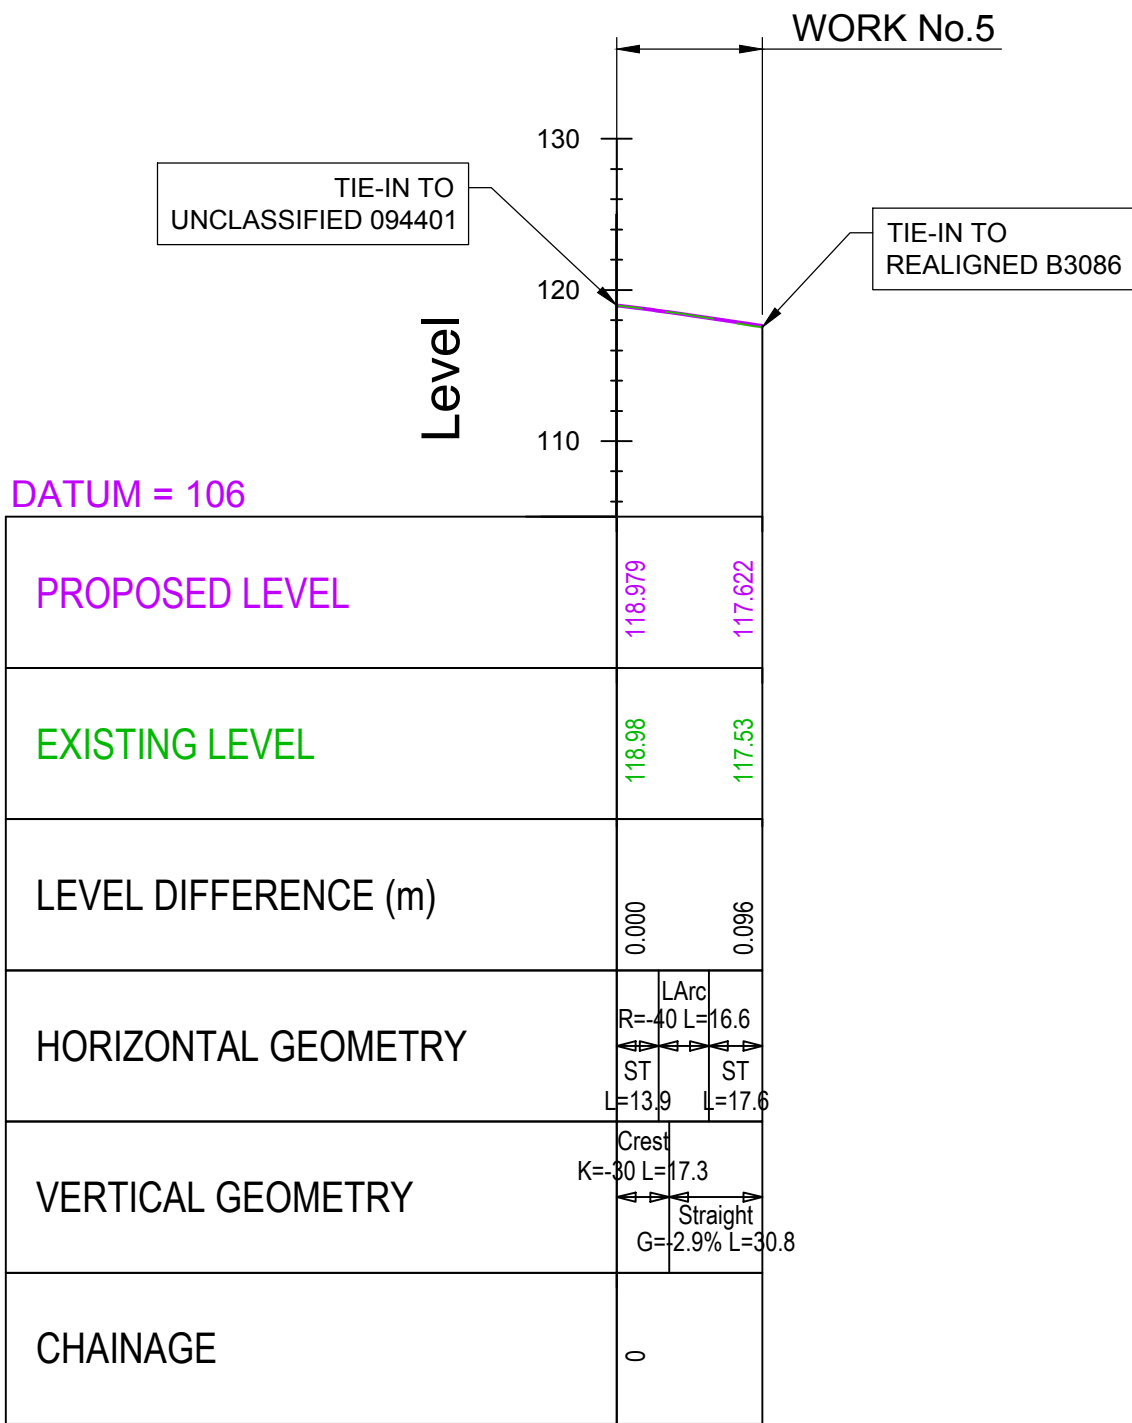 WORK No.5
130
TIE-IN TO
UNCLASSIFIED 094401
TIE-IN TO
REALIGNED B3086
120
Level
110
DATUM = 106
PROPOSED LEVEL
118.979
117.622
EXISTING LEVEL
118.98
117.53
LEVEL DIFFERENCE (m)
0.000
0.096
HORIZONTAL GEOMETRY
LArc
R=-40 L=16.6
ST
L=13.9
ST
L=17.6
VERTICAL GEOMETRY
Crest
K=-30 L=17.3
Straight
G=-2.9% L=30.8
CHAINAGE
0